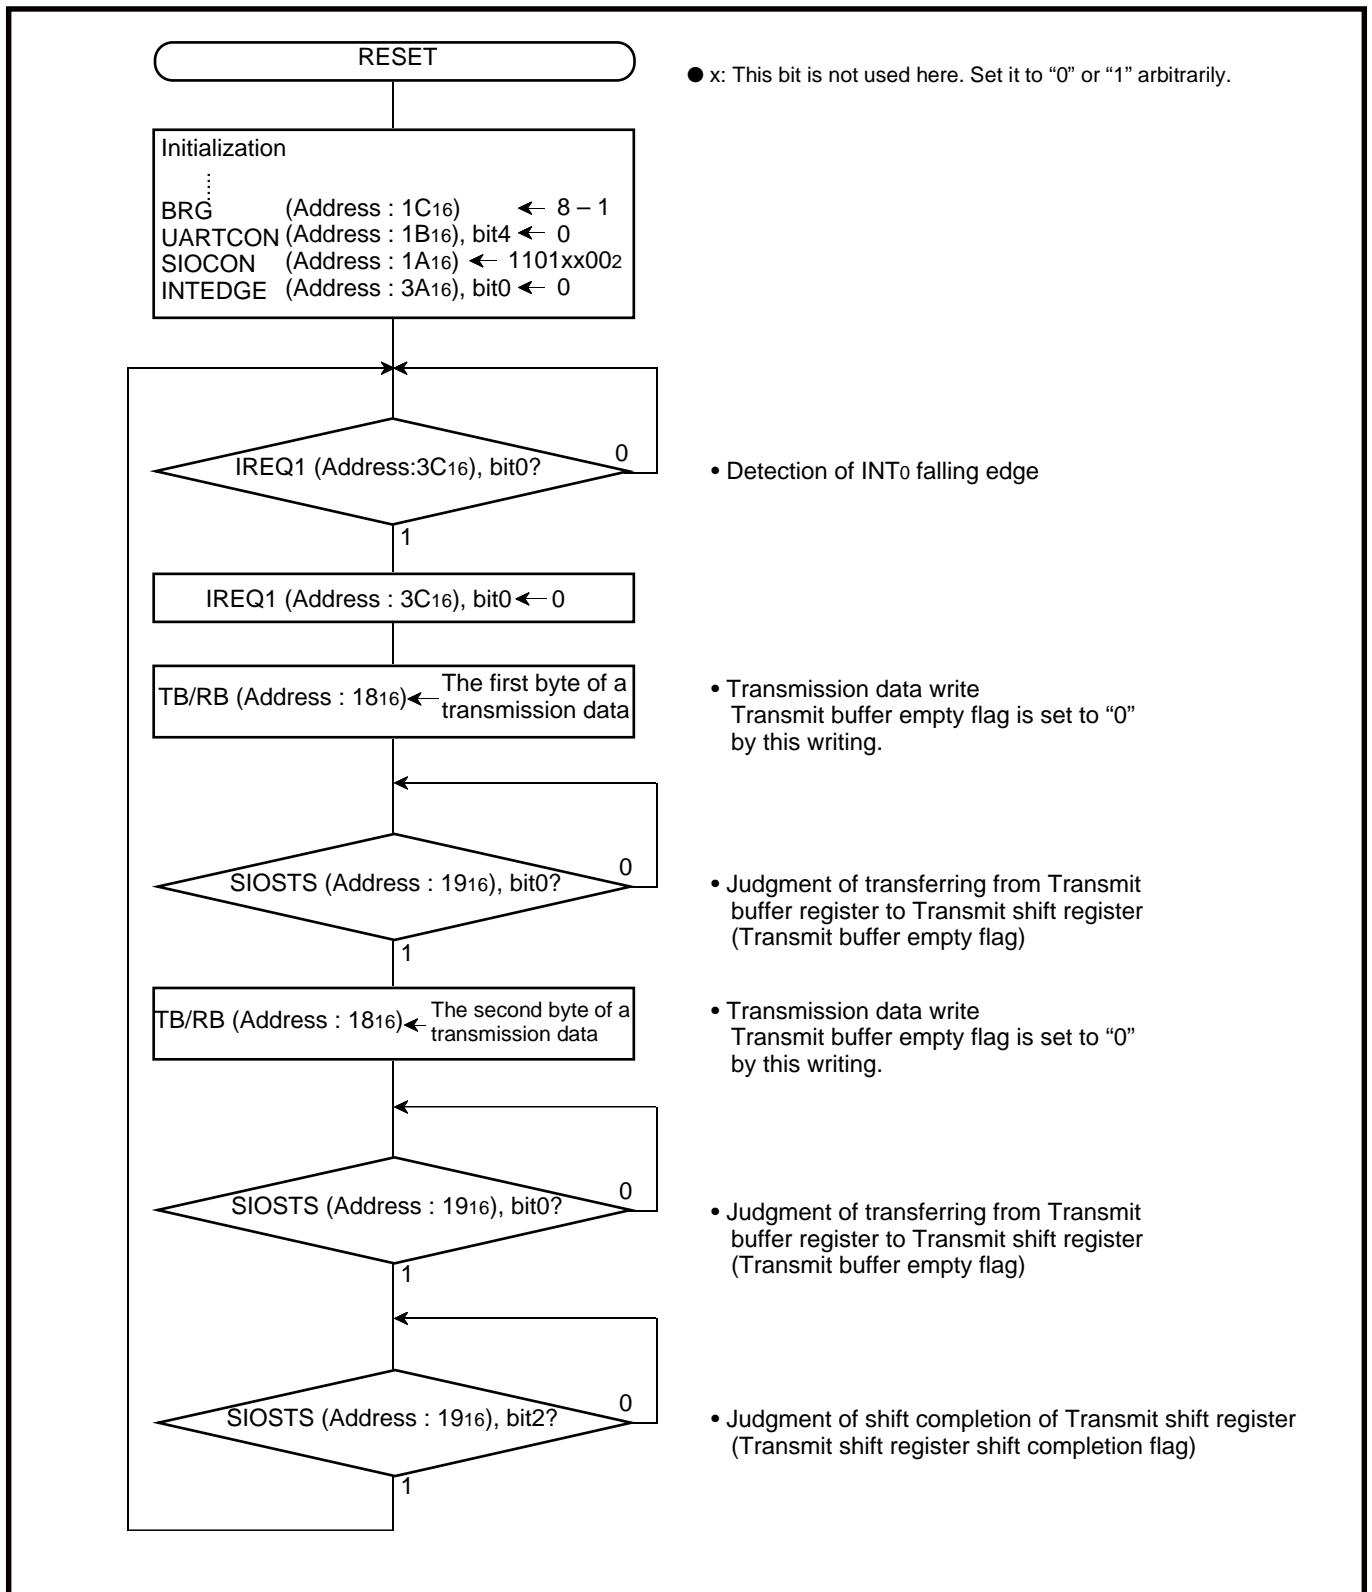 RESET
● x: This bit is not used here. Set it to “0” or “1” arbitrarily.
Initialization
BRG (Address : 1C16) ← 8 – 1
UARTCON (Address : 1B16), bit4 ← 0
SIOCON (Address : 1A16) ← 1101xx002
INTEDGE (Address : 3A16), bit0 ← 0
IREQ1 (Address:3C16), bit0?
0
• Detection of INT0 falling edge
1
IREQ1 (Address : 3C16), bit0 ← 0
TB/RB (Address : 1816) ← The first byte of a
transmission data
• Transmission data write
Transmit buffer empty flag is set to “0”
by this writing.
SIOSTS (Address : 1916), bit0?
0
• Judgment of transferring from Transmit
buffer register to Transmit shift register
(Transmit buffer empty flag)
1
TB/RB (Address : 1816) ← The second byte of a
transmission data
• Transmission data write
Transmit buffer empty flag is set to “0”
by this writing.
SIOSTS (Address : 1916), bit0?
0
• Judgment of transferring from Transmit
buffer register to Transmit shift register
(Transmit buffer empty flag)
1
SIOSTS (Address : 1916), bit2?
0
• Judgment of shift completion of Transmit shift register
(Transmit shift register shift completion flag)
1